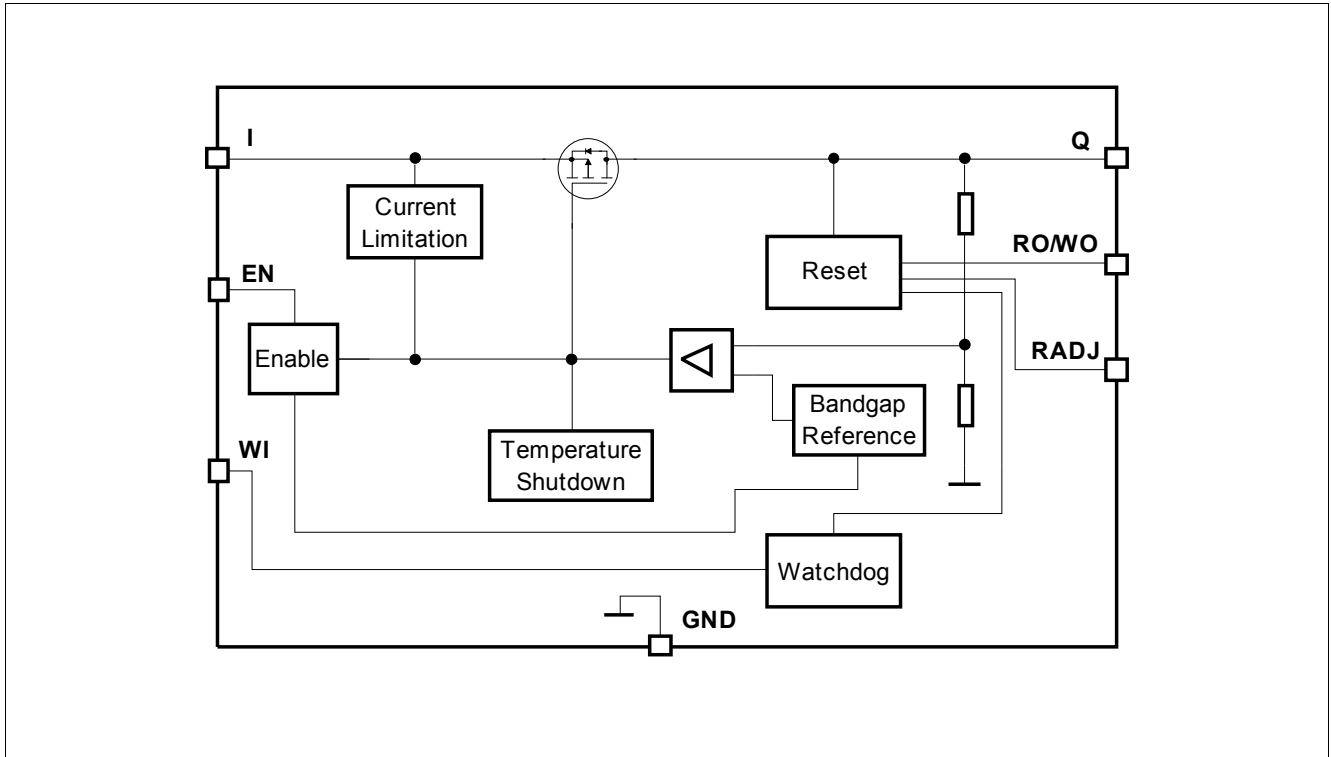 I
Q
Current
Limitation
RO/WO
Reset
EN
Enable
RADJ
Bandgap
Reference
WI
Temperature
Shutdown
Watchdog
GND